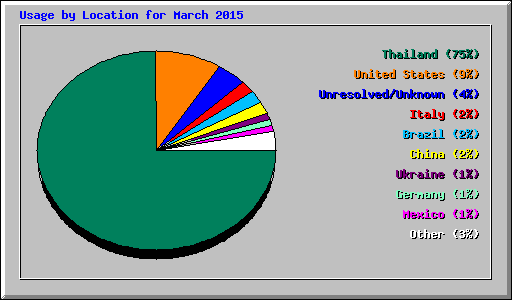 Usage by Location for March 2015
Thailand (75%)
United States (9%)
Unresolved/Unknown (4%)
Italy (2%)
Brazil (2%)
China (2%)
Ukraine (1%)
Germany (1%)
Mexico (1%)
Other (3%)